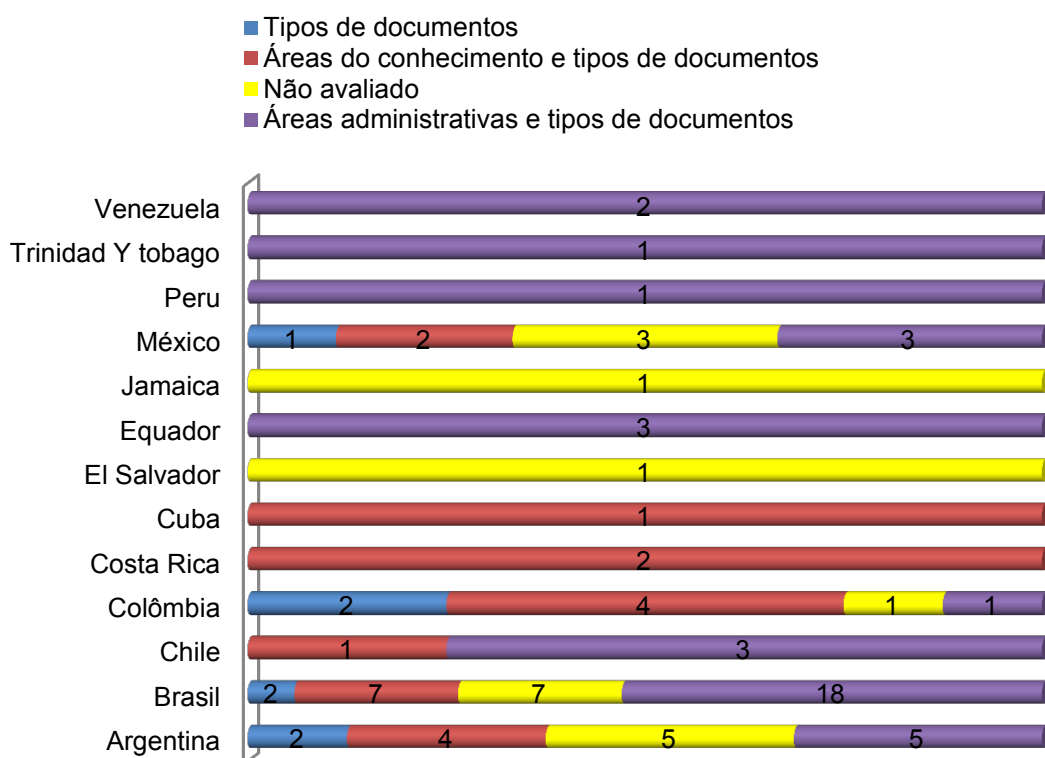 Tipos de documentos
Áreas do conhecimento e tipos de documentos
Não avaliado
Áreas administrativas e tipos de documentos
Venezuela 2
Trinidad Y tobago 1
Peru 1
México 1 2 3 3
Jamaica 1
Equador 3
El Salvador 1
Cuba 1
Costa Rica 2
Colômbia 2 4 1 1
Chile 1 3
Brasil 2 7 7 18
Argentina 2 4 5 5